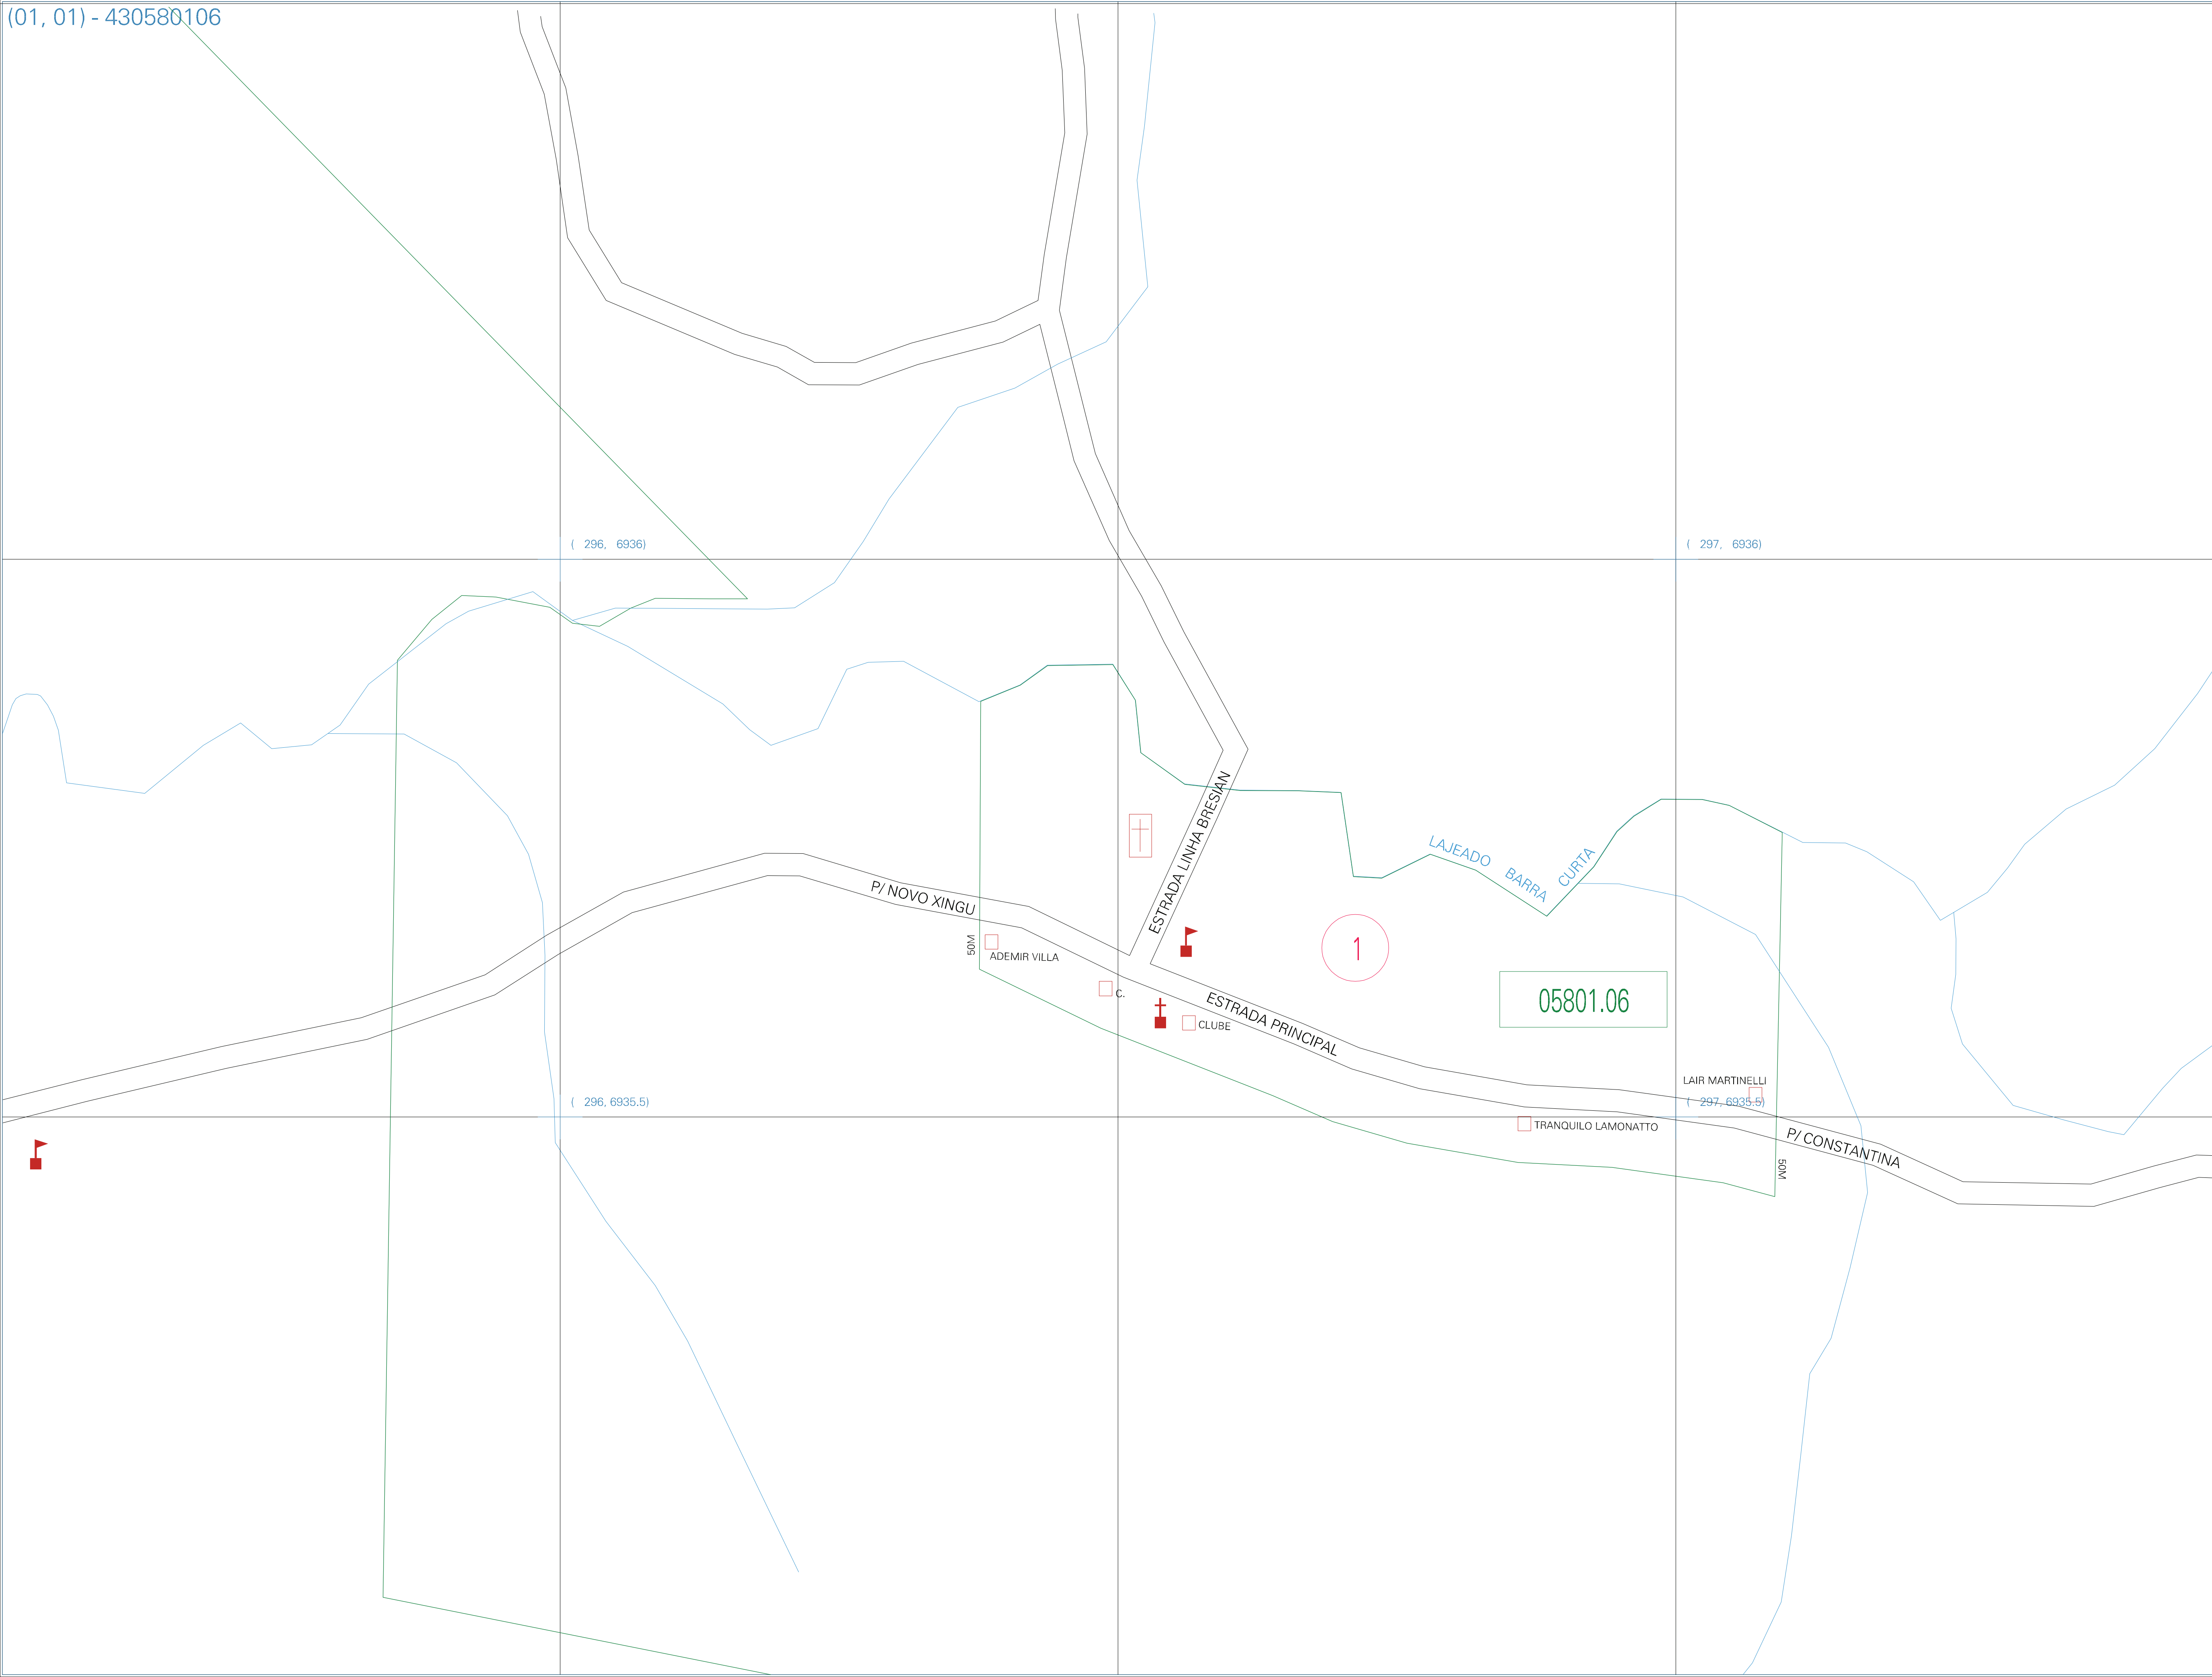 (01, 01) - 430580106
( 296, 6936)
( 297, 6936)
ESTRADA LINHA BRESIAN
LAJEADO BARRA CURTA
P/ NOVO XINGU
50M
ADEMIR VILLA
1
C.
05801.06
ESTRADA PRINCIPAL
CLUBE
LAIR MARTINELLI
( 296, 6935.5)
( 297, 6935.5)
TRANQUILO LAMONATTO
P/ CONSTANTINA
50M